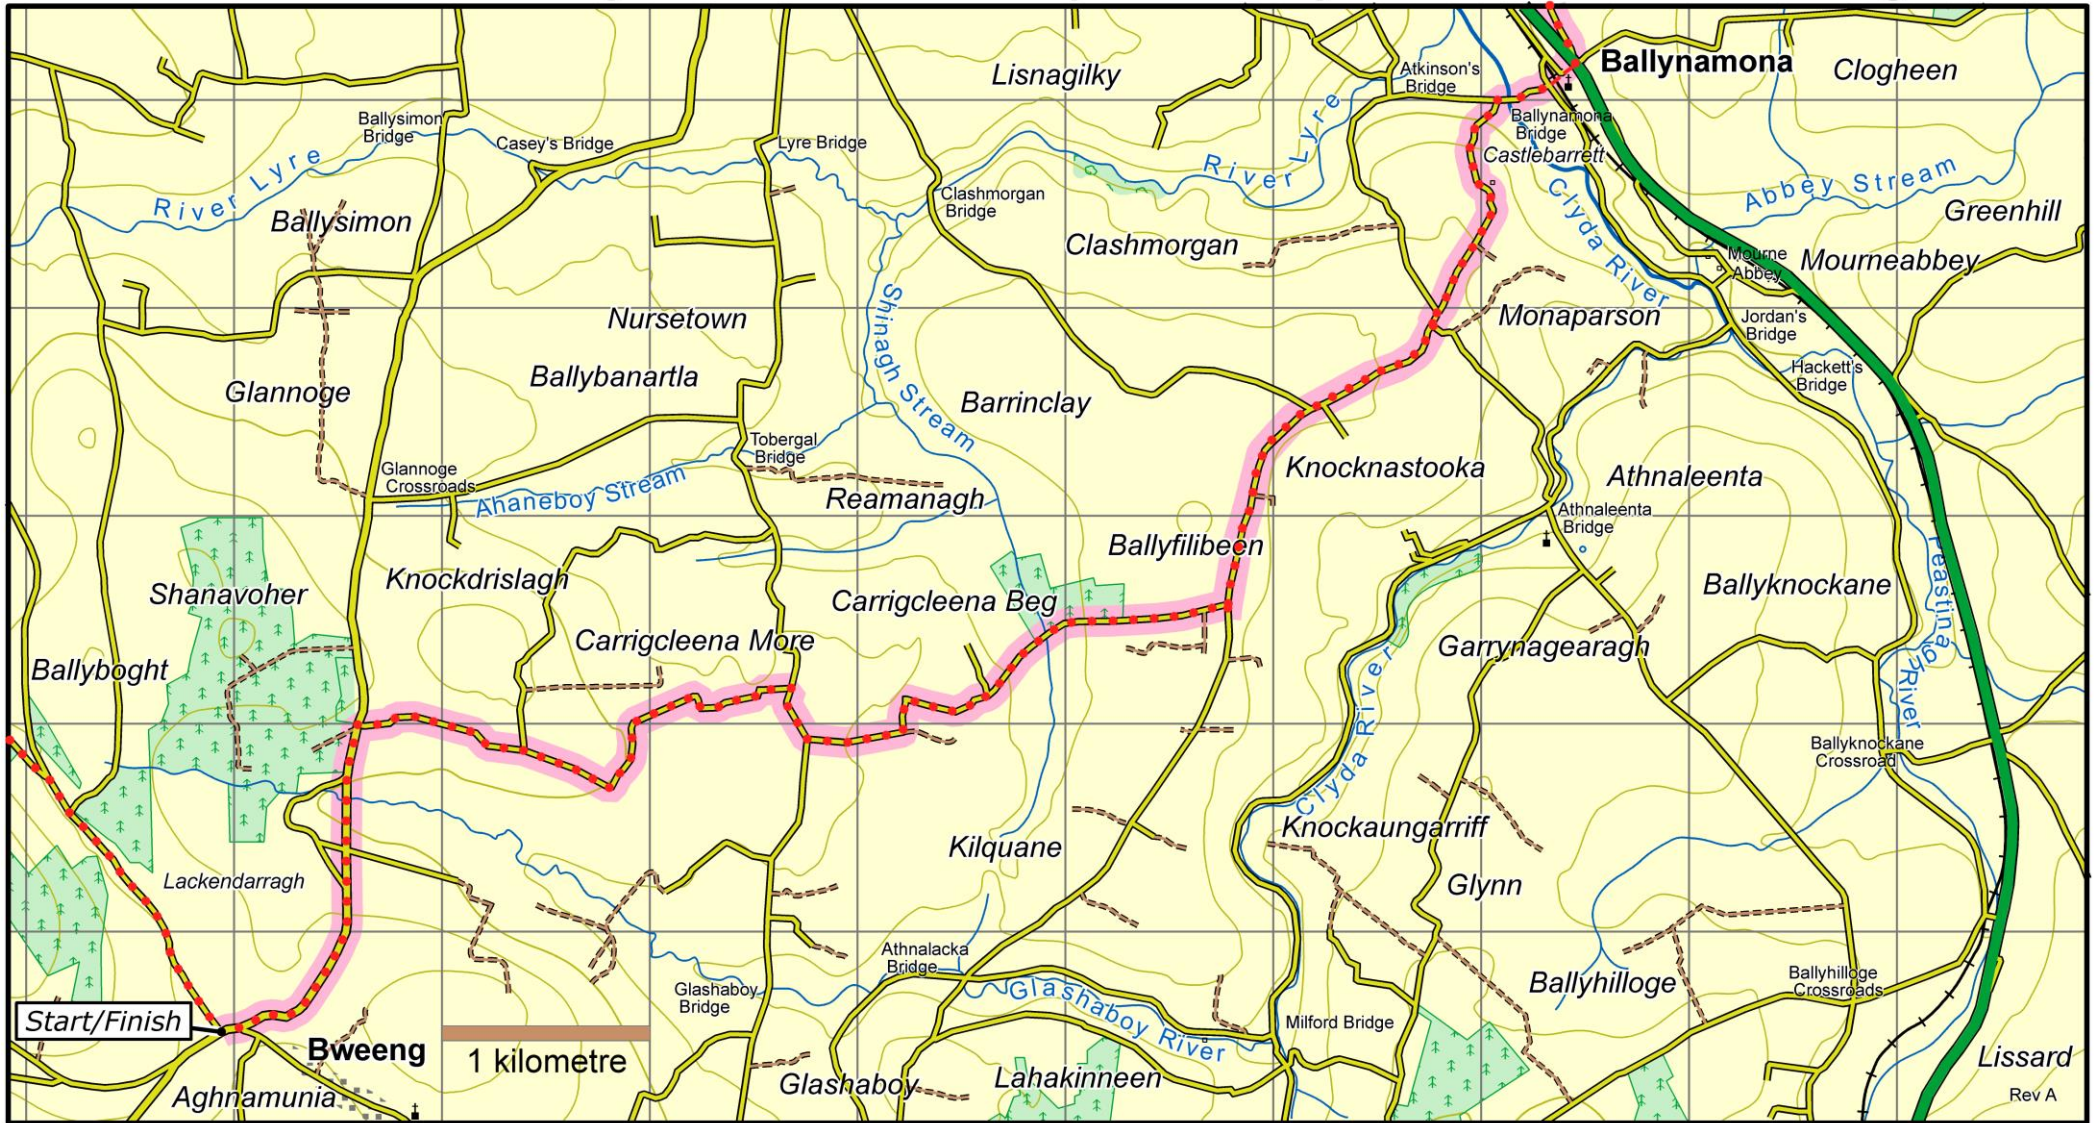 Ballynamona
Lisnagilky
Clogheen
Atkinson's
Bridge
Ballysimon
Bridge
Casey's Bridge
Lyre Bridge
Ballynamona
Bridge
Castlebarrett
River Lyre
River Lyre
Clashmorgan
Bridge
Abbey Stream
Greenhill
Ballysimon
Clashmorgan
Clyda River
Mourne
Abbey
Mourneabbey
Nursetown
Shinagh Stream
Monaparson
Jordan's
Bridge
Ballybanartla
Glannoge
Barrinclay
Hackett's
Bridge
Tobergal
Bridge
Glannoge
Crossroads
Ahaneboy Stream
Reamanagh
Knocknastooka
Athnaleenta
Athnaleenta
Bridge
Ballyfilibeen
Shanavoher
Knockdrislagh
Carrigcleena Beg
Ballyknockane
Feastinagh River
Carrigcleena More
Garrynagearagh
Ballyboght
Clyda River
Ballyknockane
Crossroad
Knockaungarriff
Kilquane
Lackendarragh
Glynn
Athnalacka
Bridge
Glashaboy
Bridge
Glashaboy River
Ballyhilloge
Ballyhilloge
Crossroads
Start/Finish
Milford Bridge
Bweeng
1 kilometre
Lissard
Glashaboy
Lahakinneen
Aghnamunia
Rev A